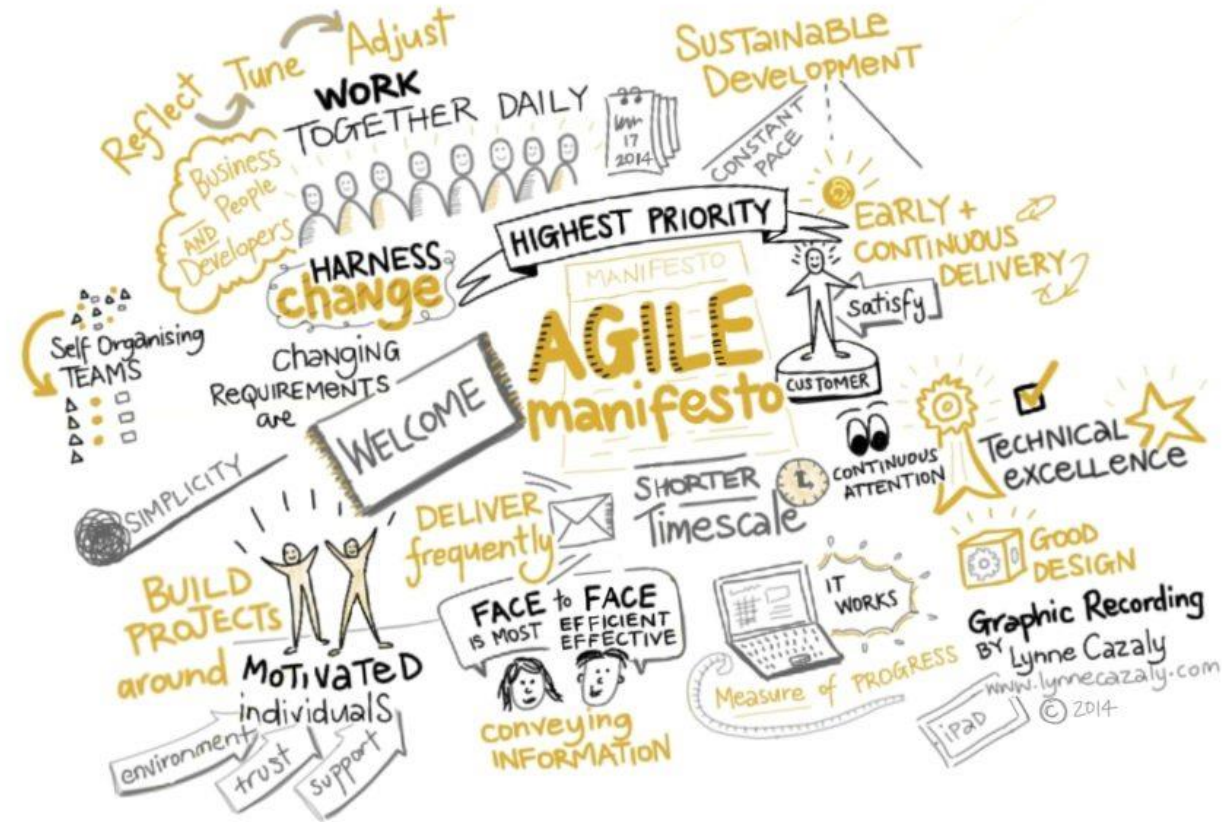 Reflect Tune Adjust
WORK
TOGETHER DAILY
Business
People
AND
Developers
17
2014
SUSTAINABLE
DEVELOPMENT
CONSTANT
PACE
HIGHEST PRIORITY
EARLY +
CONTINUOUS
DELIVERY
Satisfy
CUSTOMER
HARNESS
change
CHANGING
REQUIREMENTS
are
WELCOME
MANIFESTO
AGILE
manifesto
Self Organising
TEAMS
SIMPLICITY
DELIVER
frequently
SHORTER
Timescale
CONTINUOUS
ATTENTION
TECHNICAL
EXCELLENCE
GOOD
DESIGN
BUILD
PROJECTS
around
MOTIVATED
individuals
environment
trust
support
FACE to FACE
IS MOST EFFICIENT
EFFECTIVE
conveying
INFORMATION
IT
WORKS
Measure of PROGRESS
Graphic Recording
BY Lynne Cazaly
www.lynnecazaly.com
© 2014
iPaD